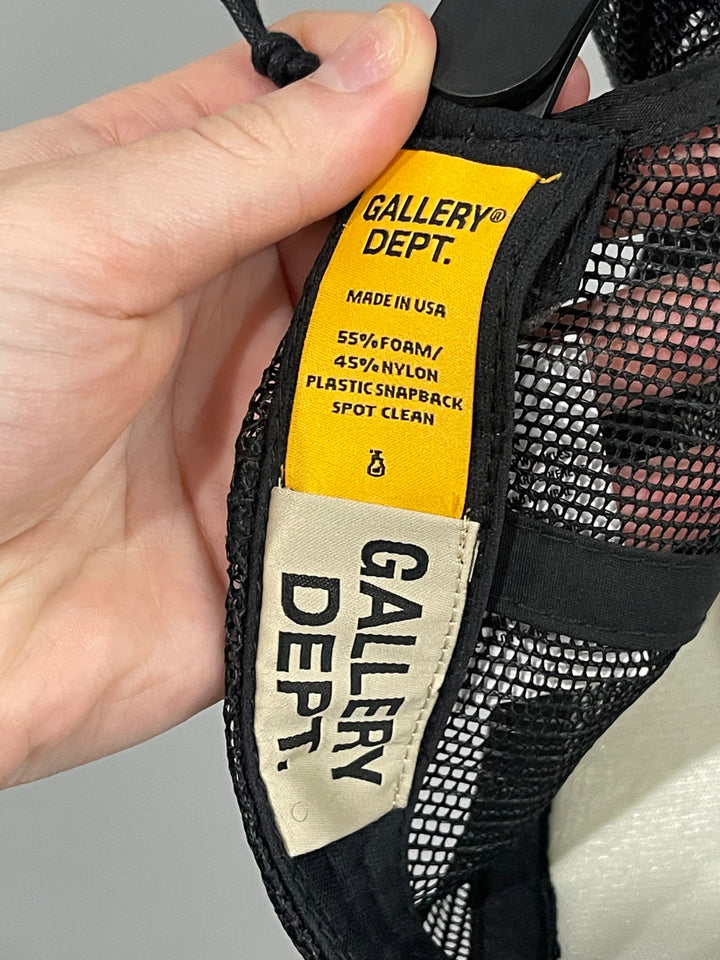 GALLERY®
DEPT.
MADE IN USA
55% FOAM/
45% NYLON
PLASTIC SNAPBACK
SPOT CLEAN
GALLERY
DEPT.